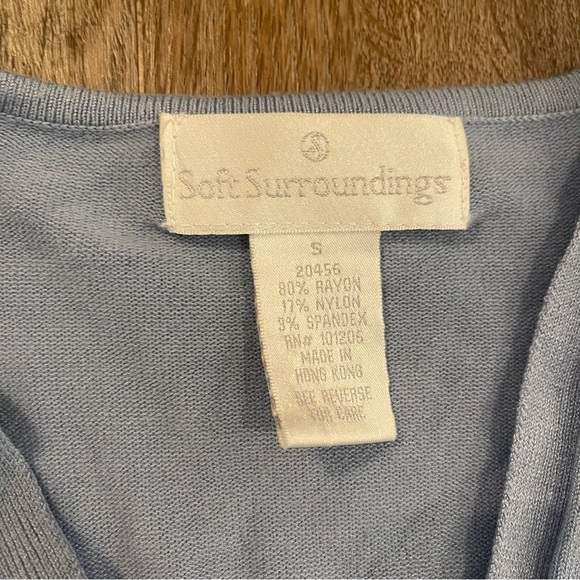 Soft Surroundings
S
20456
80% RAYON
17% NYLON
3% SPANDEX
RN# 101206
MADE IN
HONG KONG
SEE REVERSE
FOR CARE